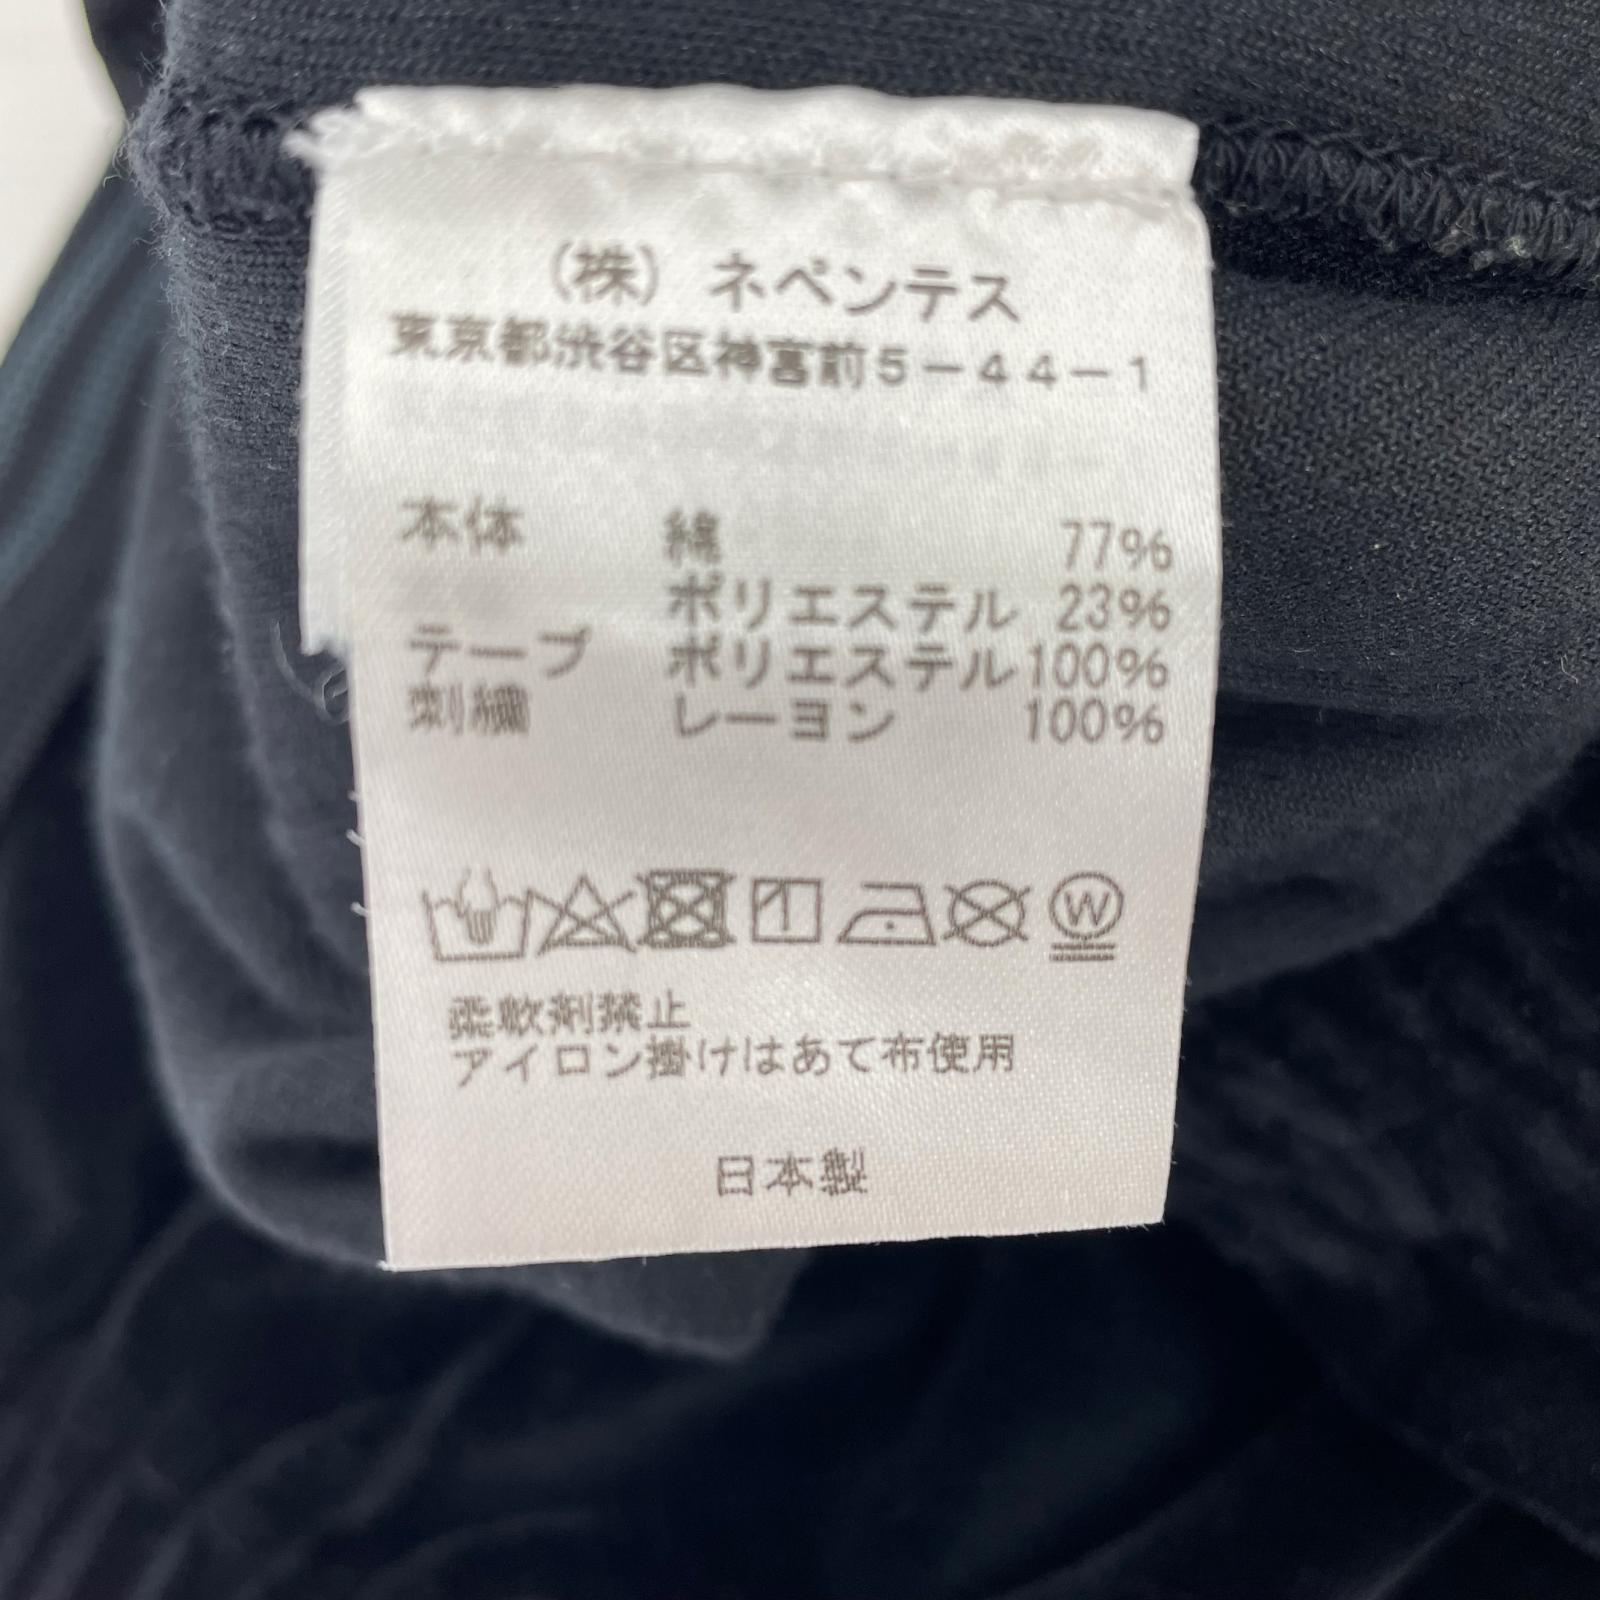 (株) ネペンテス
東京都渋谷区神宮前5-44-1
本体 綿 77%
ポリエステル 23%
テープ ポリエステル 100%
刺繍 レーヨン 100%
W
柔軟剤禁止
アイロン掛けはあて布使用
日本製